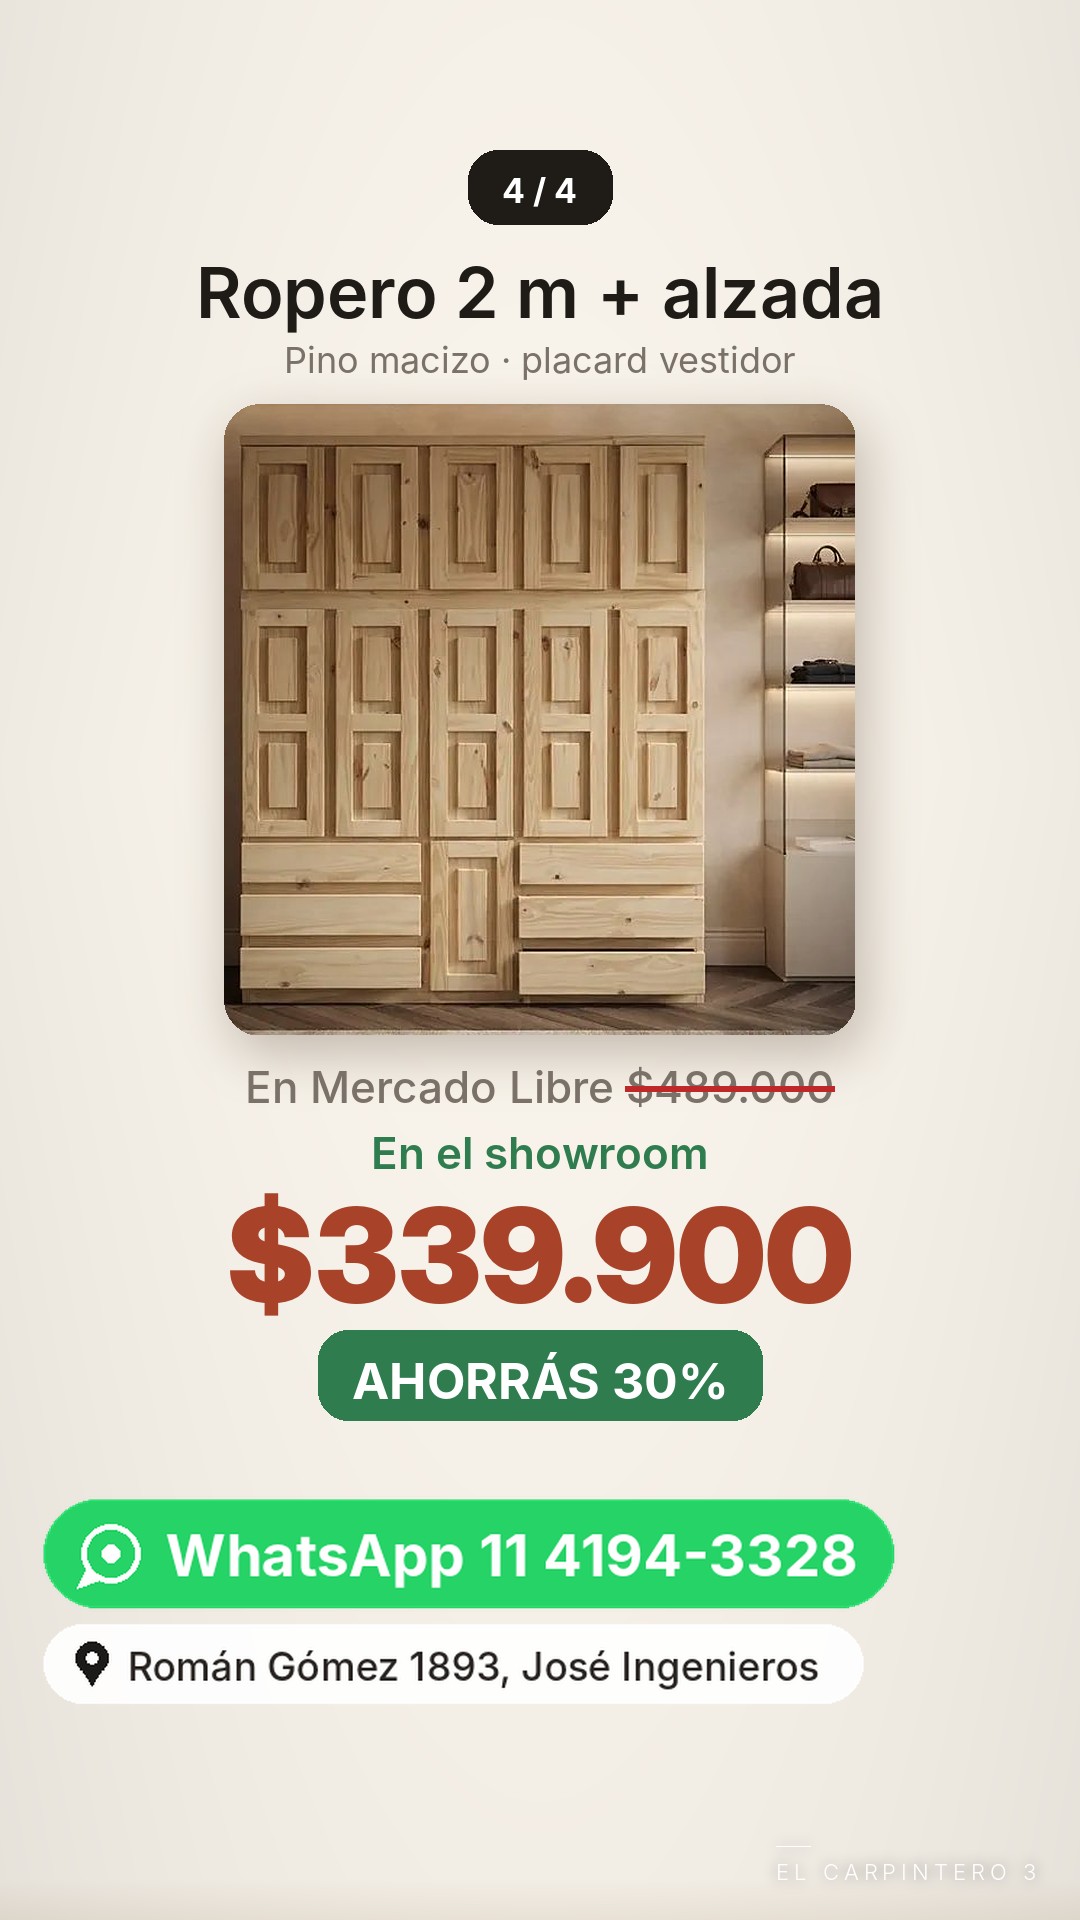 4 / 4
Ropero 2 m + alzada
Pino macizo · placard vestidor
En Mercado Libre $489.000
En el showroom
$339.900
AHORRÁS 30%
WhatsApp 11 4194-3328
Román Gómez 1893, José Ingenieros
EL CARPINTERO 3